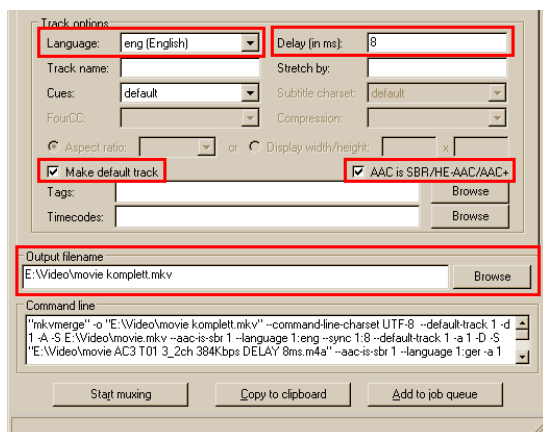 Track options
Language: eng (English) Delay (in ms): 8
Track name: Stretch by:
Cues: default Subtitle charset: default
FourCC: Compression:
Aspect ratio: or Display width/height: x
Make default track AAC is SBR/HE-AAC/AAC+
Tags: Browse
Timecodes: Browse
Output filename
E:\Video\movie komplett.mkv Browse
Command line
"mkvmerge" -o "E:\Video\movie komplett.mkv" --command-line-charset UTF-8 --default-track 1 -d
1 -A -S E:\Video\movie.mkv --aac-is-sbr 1 --language 1:eng --sync 1:8 --default-track 1 -a 1 -D -S
"E:\Video\movie AC3 T01 3_2ch 384Kbps DELAY 8ms.m4a" --aac-is-sbr 1 --language 1:ger -a 1
Start muxing Copy to clipboard Add to job queue